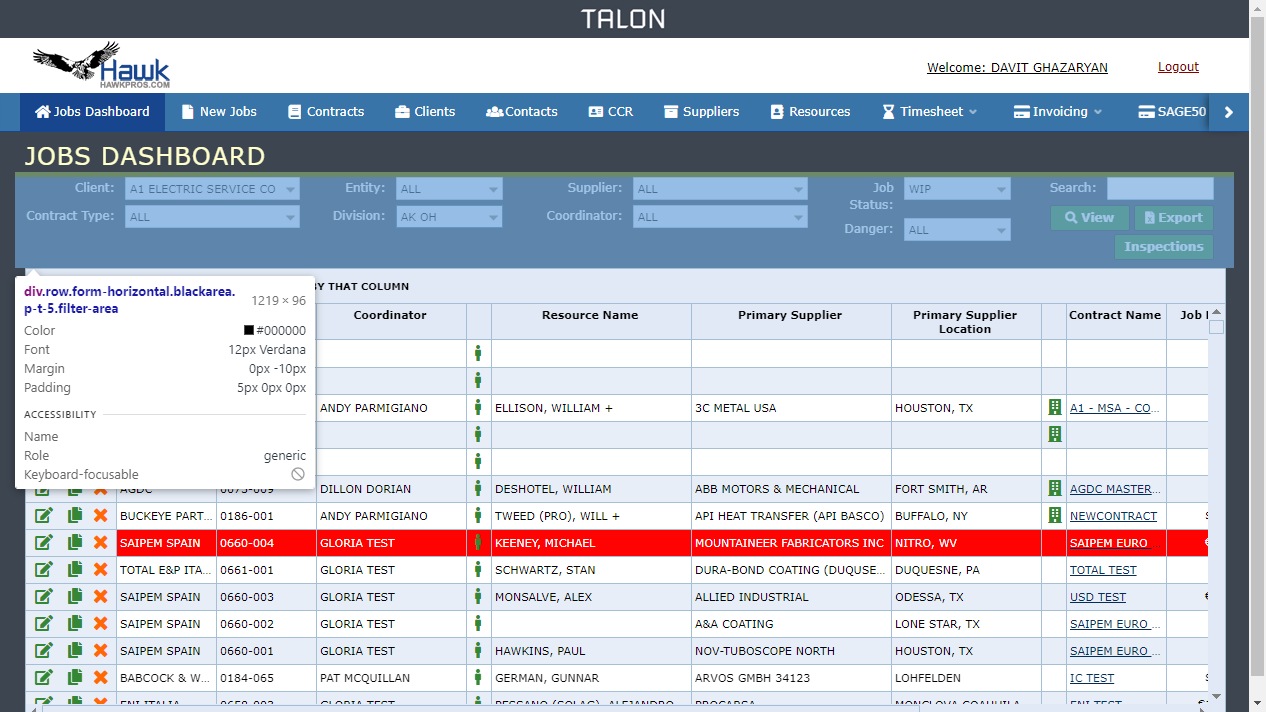 TALON
Hawk
HAWKPROS.COM
Welcome: DAVIT GHAZARYAN
Logout
Jobs Dashboard New Jobs Contracts Clients Contacts CCR Suppliers Resources Timesheet Invoicing SAGE50
JOBS DASHBOARD
Client: A1 ELECTRIC SERVICE CO Entity: ALL Supplier: ALL Job Status: WIP Search:
Contract Type: ALL Division: AK OH Coordinator: ALL Danger: ALL View Export
Inspections
BY THAT COLUMN
div.row.form-horizontal.blackarea.
p-t-5.filter-area
1219 × 96
Color #000000
Font 12px Verdana
Margin 0px -10px
Padding 5px 0px 0px
ACCESSIBILITY
Name
Role generic
Keyboard-focusable
Coordinator Resource Name Primary Supplier Primary Supplier Location Contract Name Job
ANDY PARMIGIANO ELLISON, WILLIAM + 3C METAL USA HOUSTON, TX A1 - MSA - CO...
AGDC 0075-009 DILLON DORIAN DESHOTEL, WILLIAM ABB MOTORS & MECHANICAL FORT SMITH, AR AGDC MASTER...
BUCKEYE PART... 0186-001 ANDY PARMIGIANO TWEED (PRO), WILL + API HEAT TRANSFER (API BASCO) BUFFALO, NY NEWCONTRACT
SAIPEM SPAIN 0660-004 GLORIA TEST KEENEY, MICHAEL MOUNTAINEER FABRICATORS INC NITRO, WV SAIPEM EURO ...
TOTAL E&P ITA... 0661-001 GLORIA TEST SCHWARTZ, STAN DURA-BOND COATING (DUQUSE... DUQUESNE, PA TOTAL TEST
SAIPEM SPAIN 0660-003 GLORIA TEST MONSALVE, ALEX ALLIED INDUSTRIAL ODESSA, TX USD TEST
SAIPEM SPAIN 0660-002 GLORIA TEST A&A COATING LONE STAR, TX SAIPEM EURO ...
SAIPEM SPAIN 0660-001 GLORIA TEST HAWKINS, PAUL NOV-TUBOSCOPE NORTH HOUSTON, TX SAIPEM EURO ...
BABCOCK & W... 0184-065 PAT MCQUILLAN GERMAN, GUNNAR ARVOS GMBH 34123 LOHFELDEN IC TEST